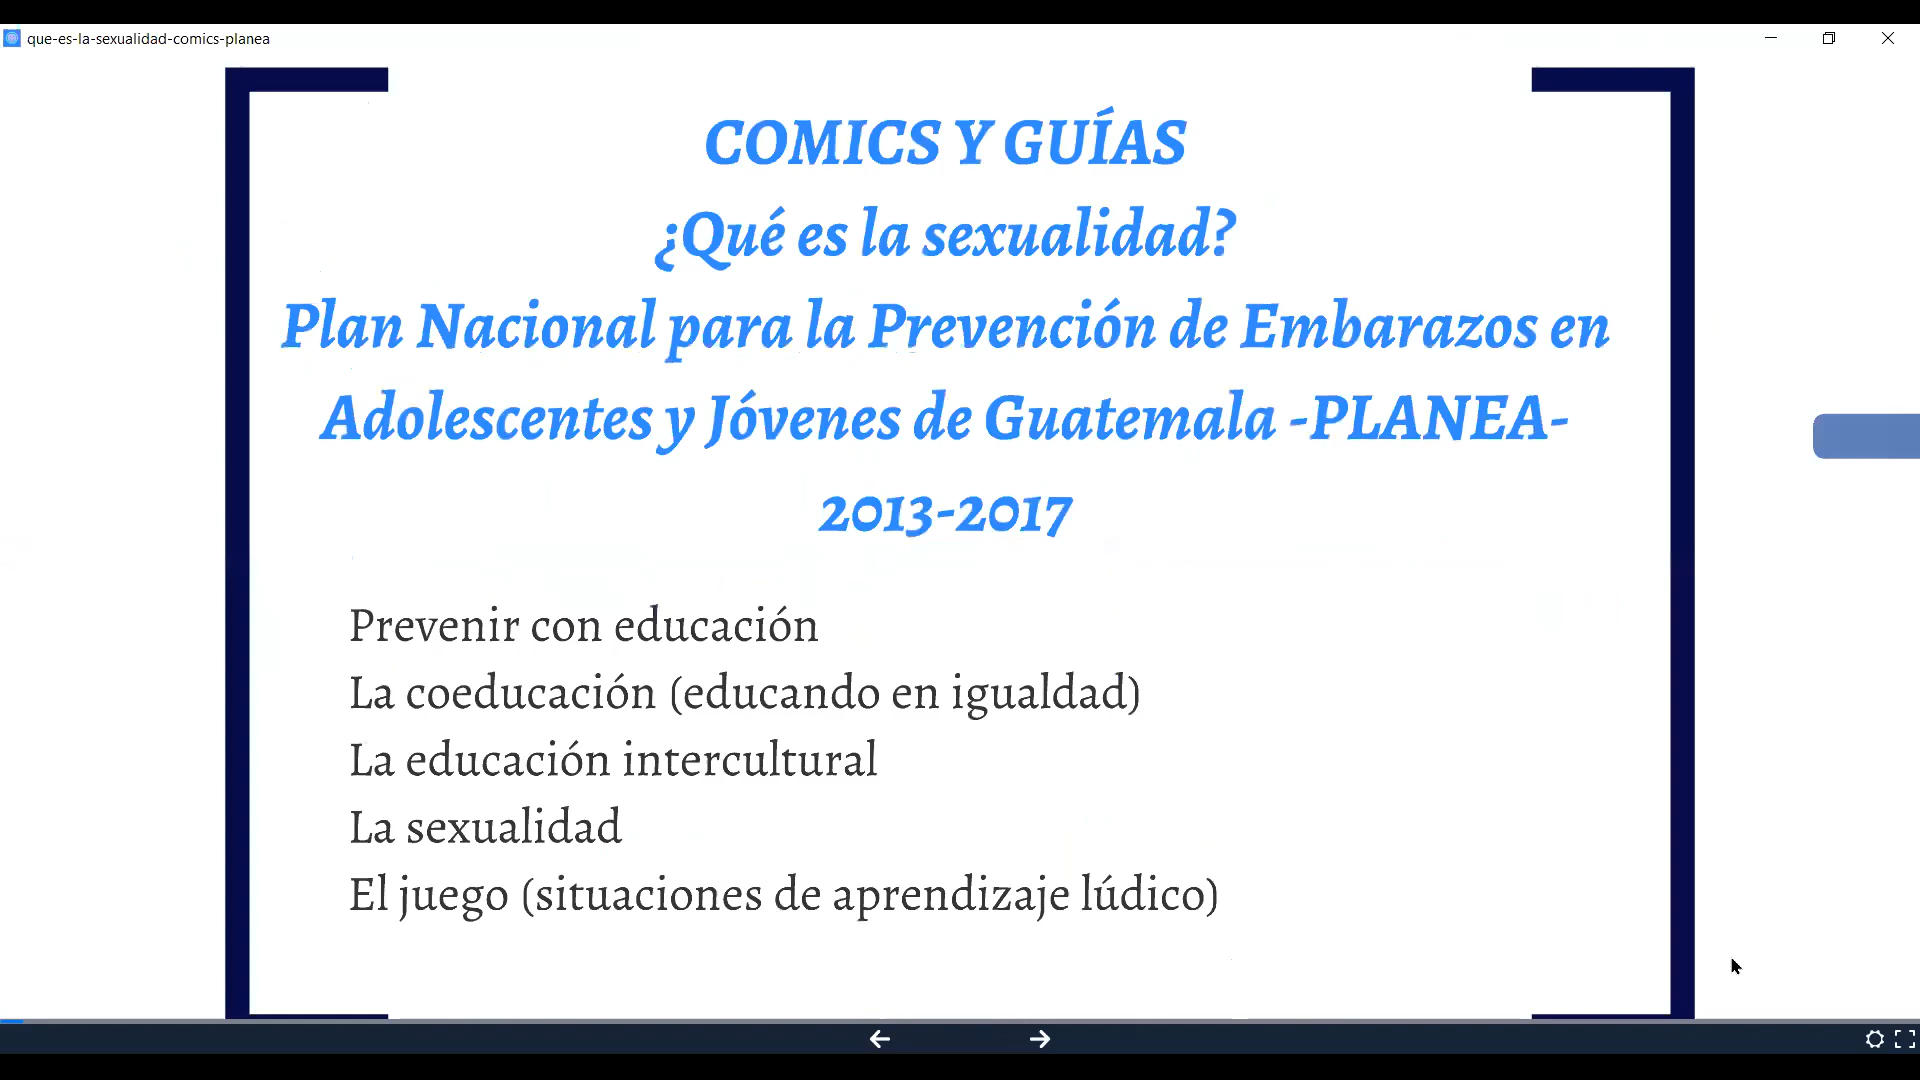 que-es-la-sexualidad-comics-planea
COMICS Y GUÍAS
¿Qué es la sexualidad?
Plan Nacional para la Prevención de Embarazos en
Adolescentes y Jóvenes de Guatemala -PLANEA-
2013-2017
Prevenir con educación
La coeducación (educando en igualdad)
La educación intercultural
La sexualidad
El juego (situaciones de aprendizaje lúdico)